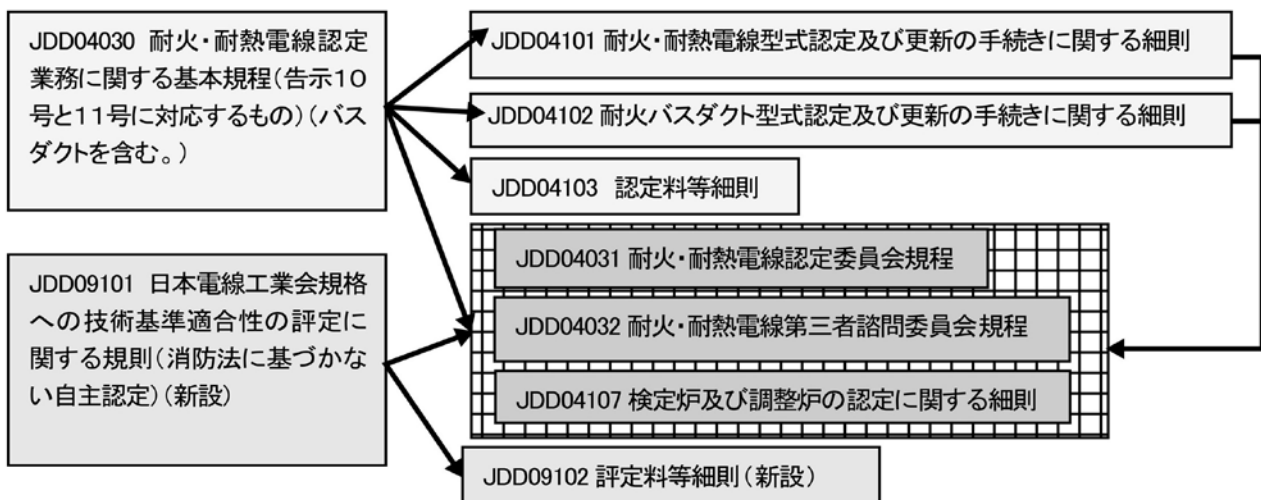 JDD04030 耐火・耐熱電線認定
業務に関する基本規程(告示10
号と11号に対応するもの)(バス
ダクトを含む。)
JDD09101 日本電線工業会規格
への技術基準適合性の評定に
関する規則(消防法に基づかな
い自主認定)(新設)
JDD04101 耐火・耐熱電線型式認定及び更新の手続きに関する細則
JDD04102 耐火バスダクト型式認定及び更新の手続きに関する細則
JDD04103 認定料等細則
JDD04031 耐火・耐熱電線認定委員会規程
JDD04032 耐火・耐熱電線第三者諮問委員会規程
JDD04107 検定炉及び調整炉の認定に関する細則
JDD09102 評定料等細則(新設)